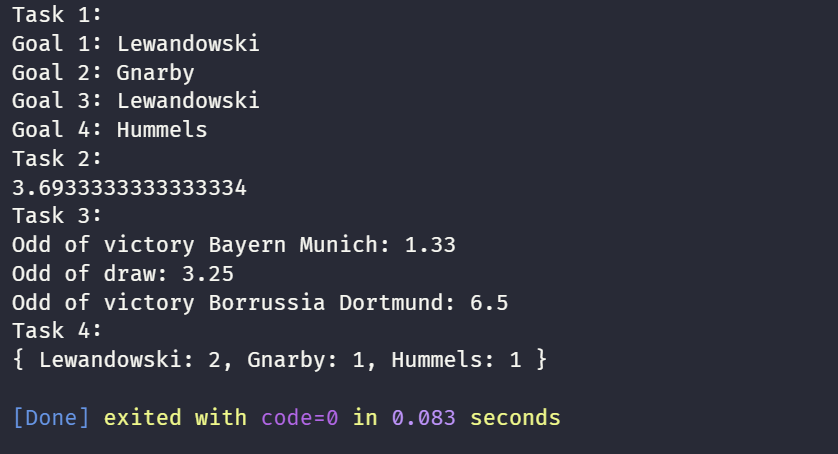 Task 1:
Goal 1: Lewandowski
Goal 2: Gnarby
Goal 3: Lewandowski
Goal 4: Hummels
Task 2:
3.6933333333333334
Task 3:
Odd of victory Bayern Munich: 1.33
Odd of draw: 3.25
Odd of victory Borrussia Dortmund: 6.5
Task 4:
{ Lewandowski: 2, Gnarby: 1, Hummels: 1 }
[Done] exited with code=0 in 0.083 seconds